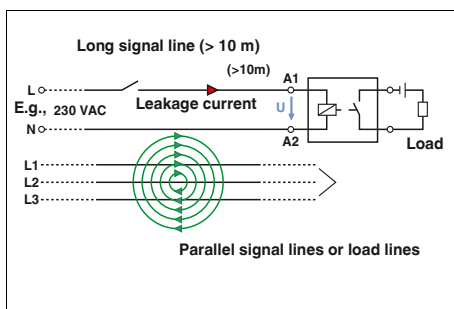 Long signal line (> 10 m)
(>10m)
A1
L
Leakage current
U
E.g., 230 VAC
N
A2
Load
L1
L2
L3
Parallel signal lines or load lines